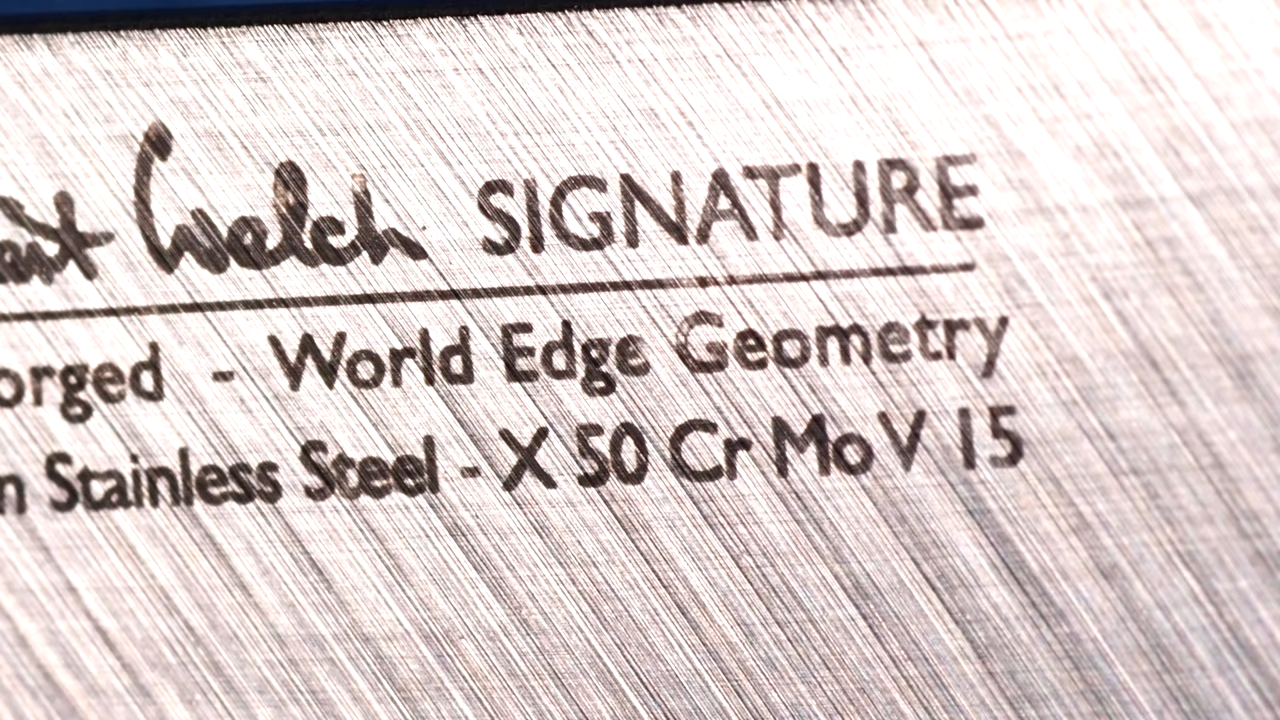 Welch SIGNATURE
orged - World Edge Geometry
n Stainless Steel - X 50 Cr Mo V 15